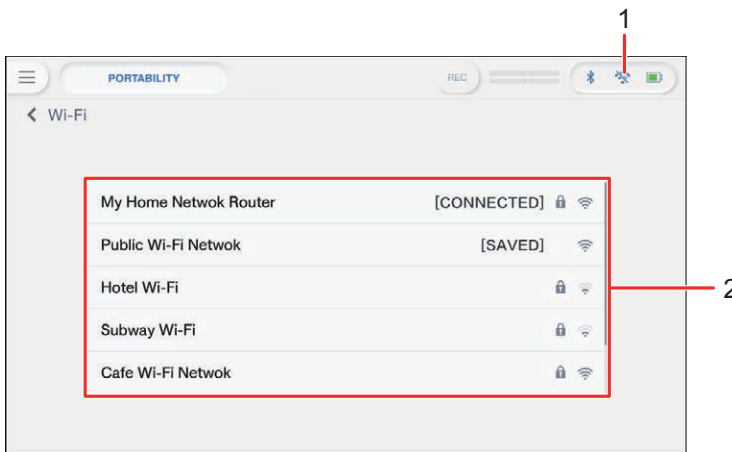 1
PORTABILITY REC
Wi-Fi
My Home Netwok Router [CONNECTED]
Public Wi-Fi Netwok [SAVED]
Hotel Wi-Fi
2
Subway Wi-Fi
Cafe Wi-Fi Netwok